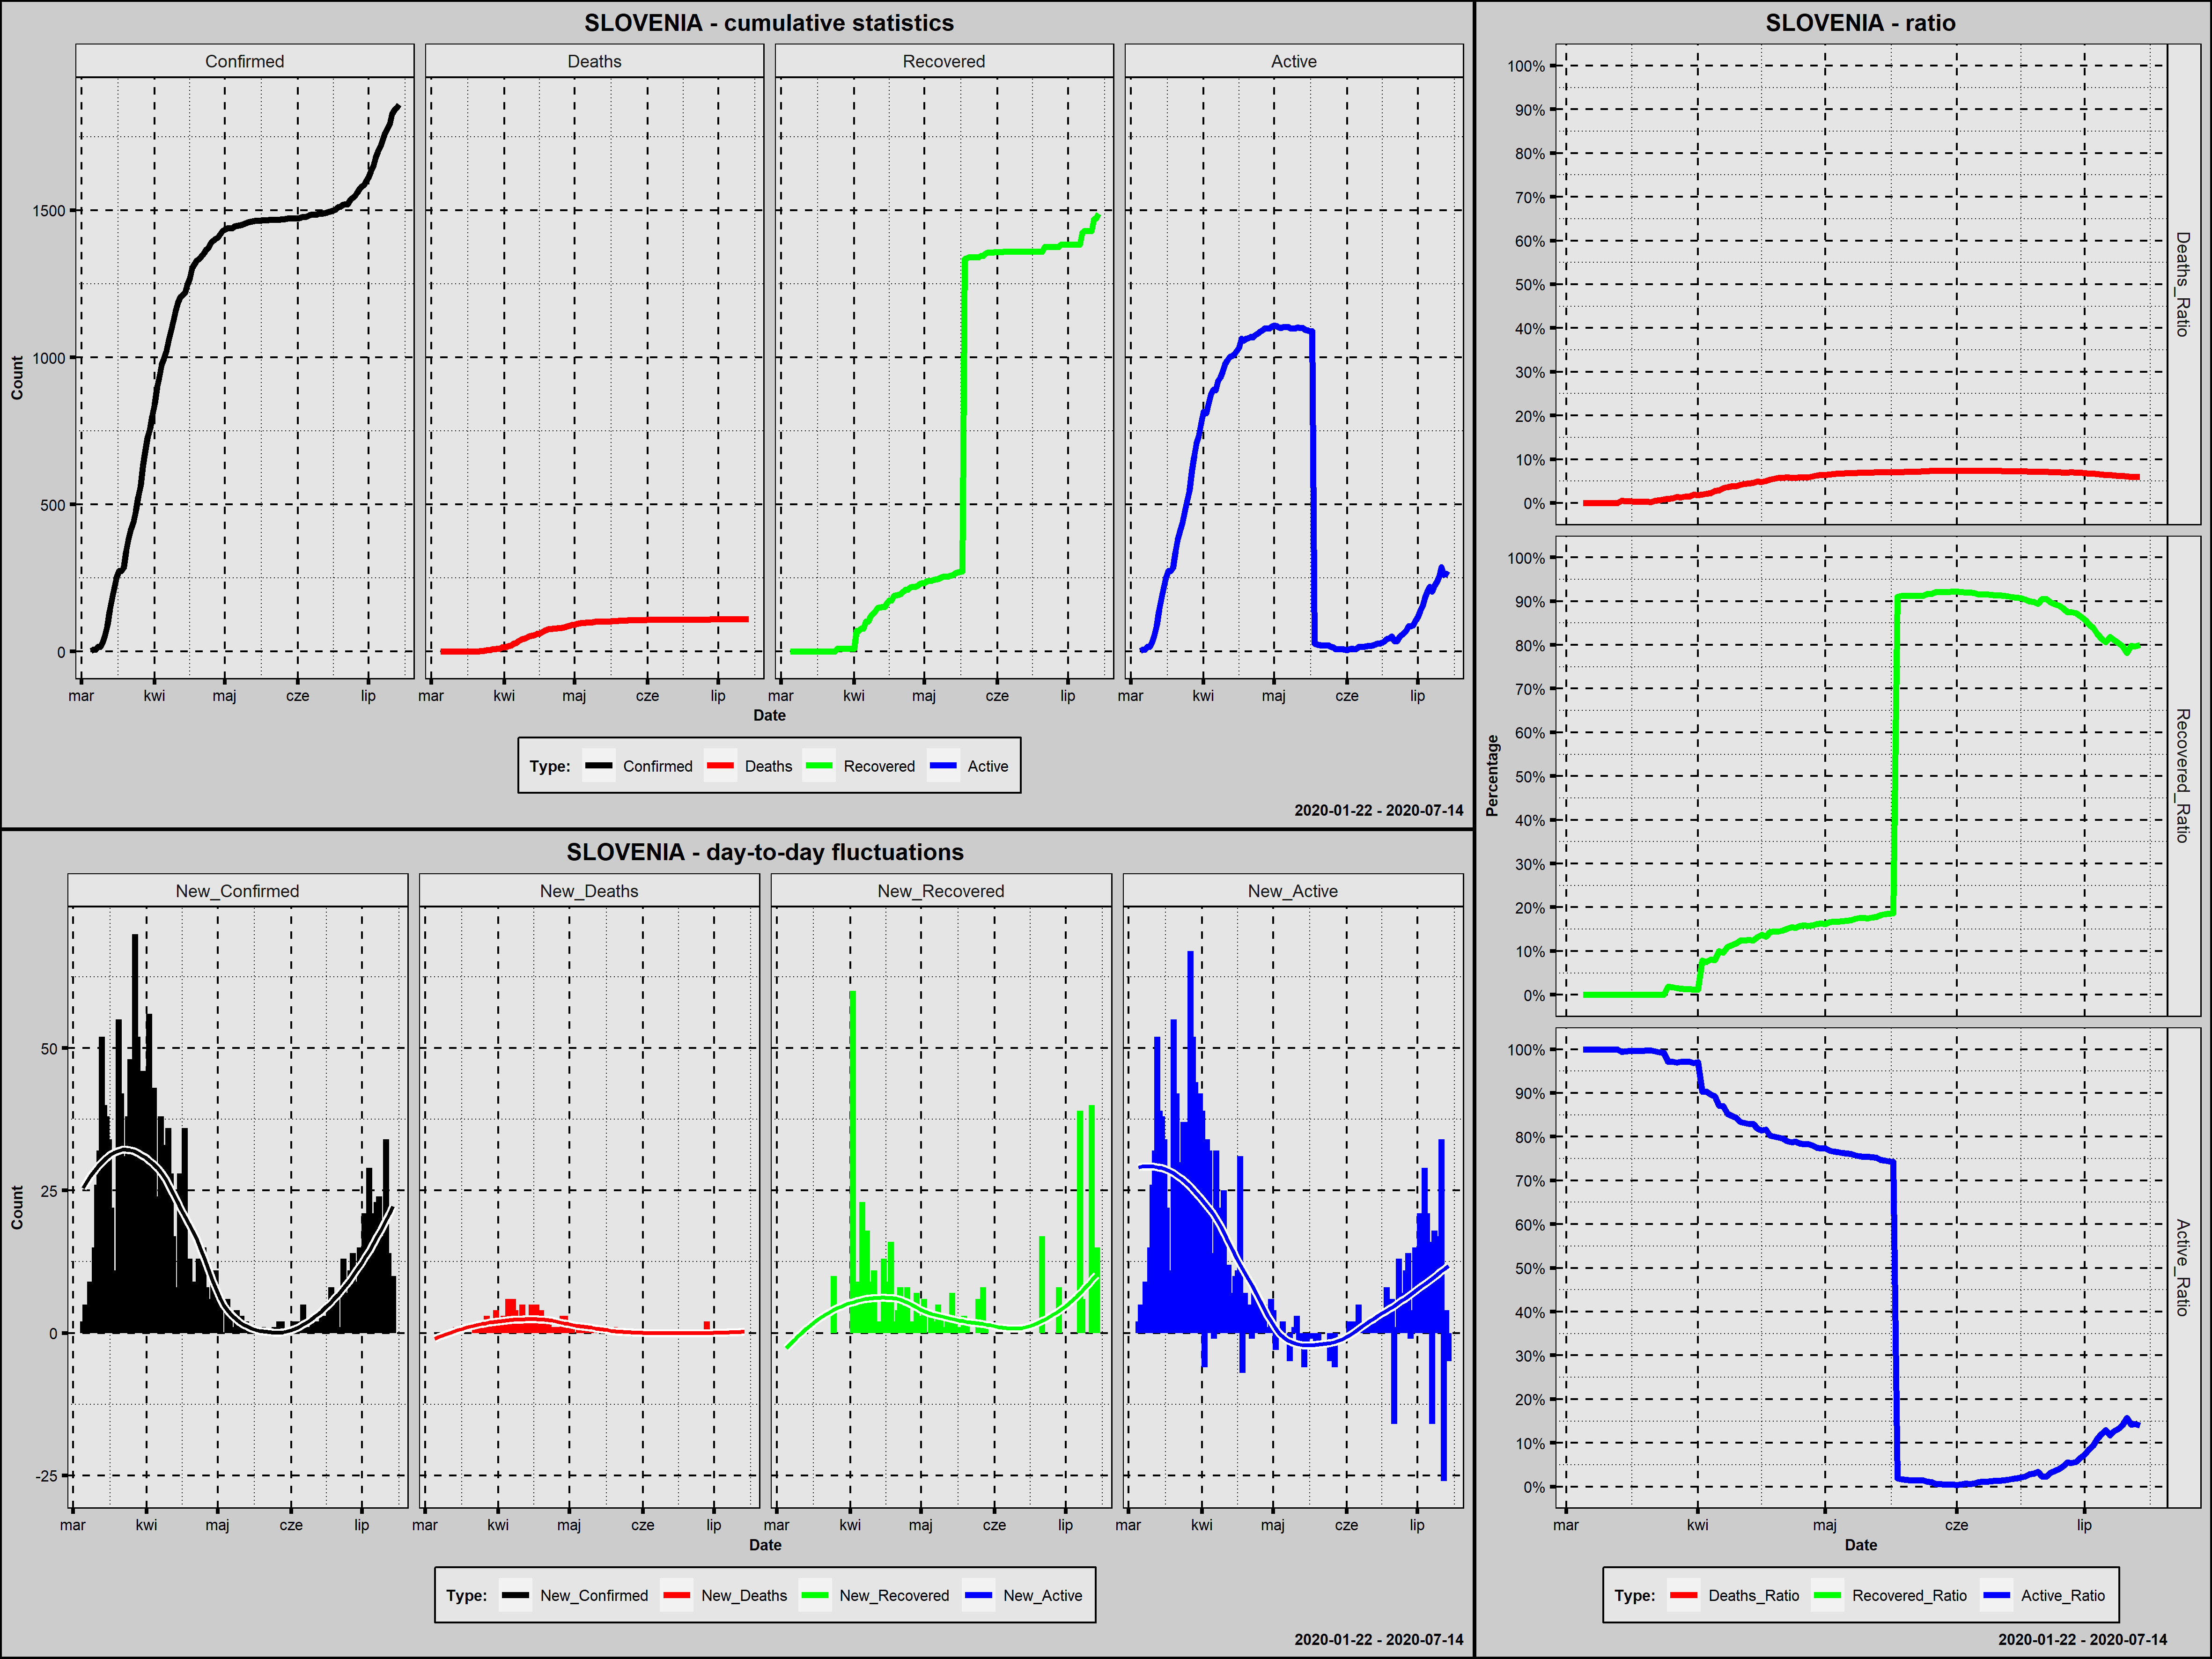 SLOVENIA - cumulative statistics
Confirmed Deaths Recovered Active
Count
1500
1000
500
0
mar kwi maj cze lip mar kwi maj cze lip mar kwi maj cze lip mar kwi maj cze lip
Date
Type: Confirmed Deaths Recovered Active
2020-01-22 - 2020-07-14
SLOVENIA - day-to-day fluctuations
New_Confirmed New_Deaths New_Recovered New_Active
Count
50
25
0
-25
mar kwi maj cze lip mar kwi maj cze lip mar kwi maj cze lip mar kwi maj cze lip
Date
Type: New_Confirmed New_Deaths New_Recovered New_Active
2020-01-22 - 2020-07-14
SLOVENIA - ratio
Percentage
100%
90%
80%
70%
60%
50%
40%
30%
20%
10%
0%
Deaths_Ratio
100%
90%
80%
70%
60%
50%
40%
30%
20%
10%
0%
Recovered_Ratio
100%
90%
80%
70%
60%
50%
40%
30%
20%
10%
0%
Active_Ratio
mar kwi maj cze lip
Date
Type: Deaths_Ratio Recovered_Ratio Active_Ratio
2020-01-22 - 2020-07-14